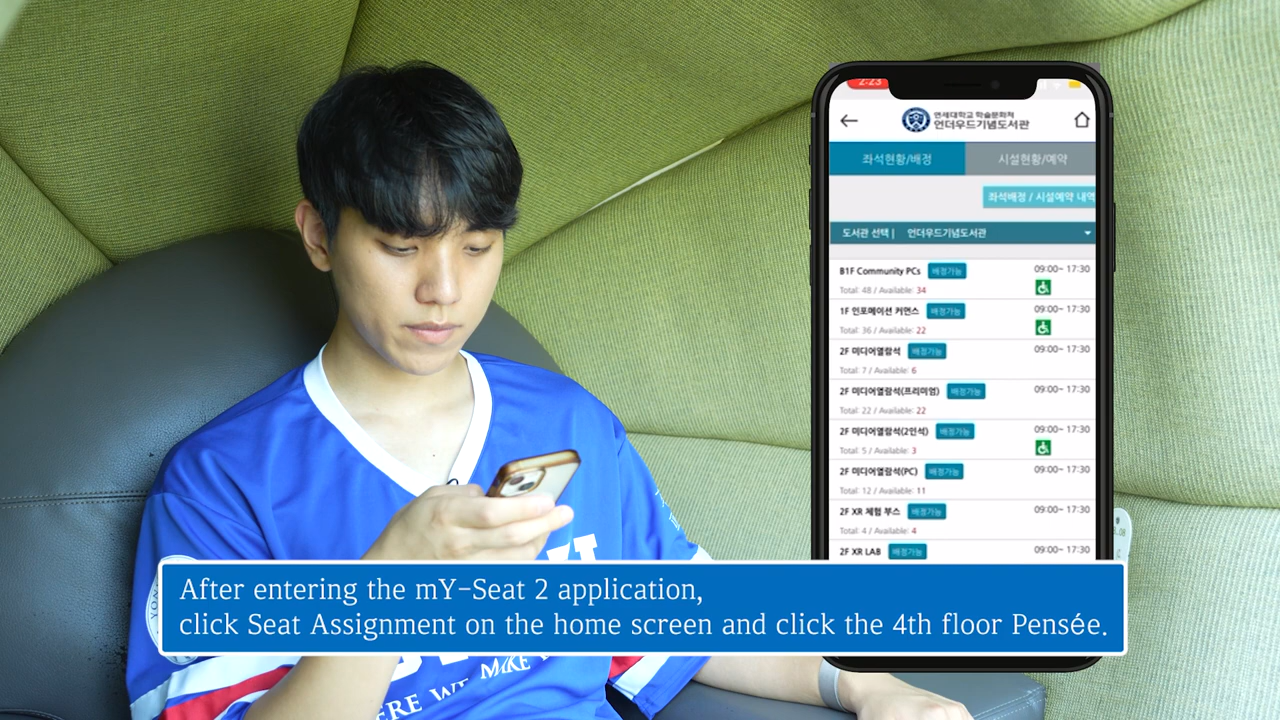 2:23
연세대학교 학술문화처
언더우드기념도서관
좌석현황/배정
시설현황/예약
좌석배정 / 시설예약 내역
도서관 선택 | 언더우드기념도서관
B1F Community PCs 배정가능 09:00~ 17:30
Total: 48 / Available: 34
1F 인포메이션 커먼스 배정가능 09:00~ 17:30
Total: 36 / Available: 22
2F 미디어열람석 배정가능 09:00~ 17:30
Total: 7 / Available: 6
2F 미디어열람석(프리미엄) 배정가능 09:00~ 17:30
Total: 22 / Available: 22
2F 미디어열람석(2인석) 배정가능 09:00~ 17:30
Total: 5 / Available: 3
2F 미디어열람석(PC) 배정가능 09:00~ 17:30
Total: 12 / Available: 11
2F XR 체험 부스 배정가능 09:00~ 17:30
Total: 4 / Available: 4
2F XR LAB 배정가능 09:00~ 17:30
After entering the mY-Seat 2 application,
click Seat Assignment on the home screen and click the 4th floor Pensée.
WE MAKE